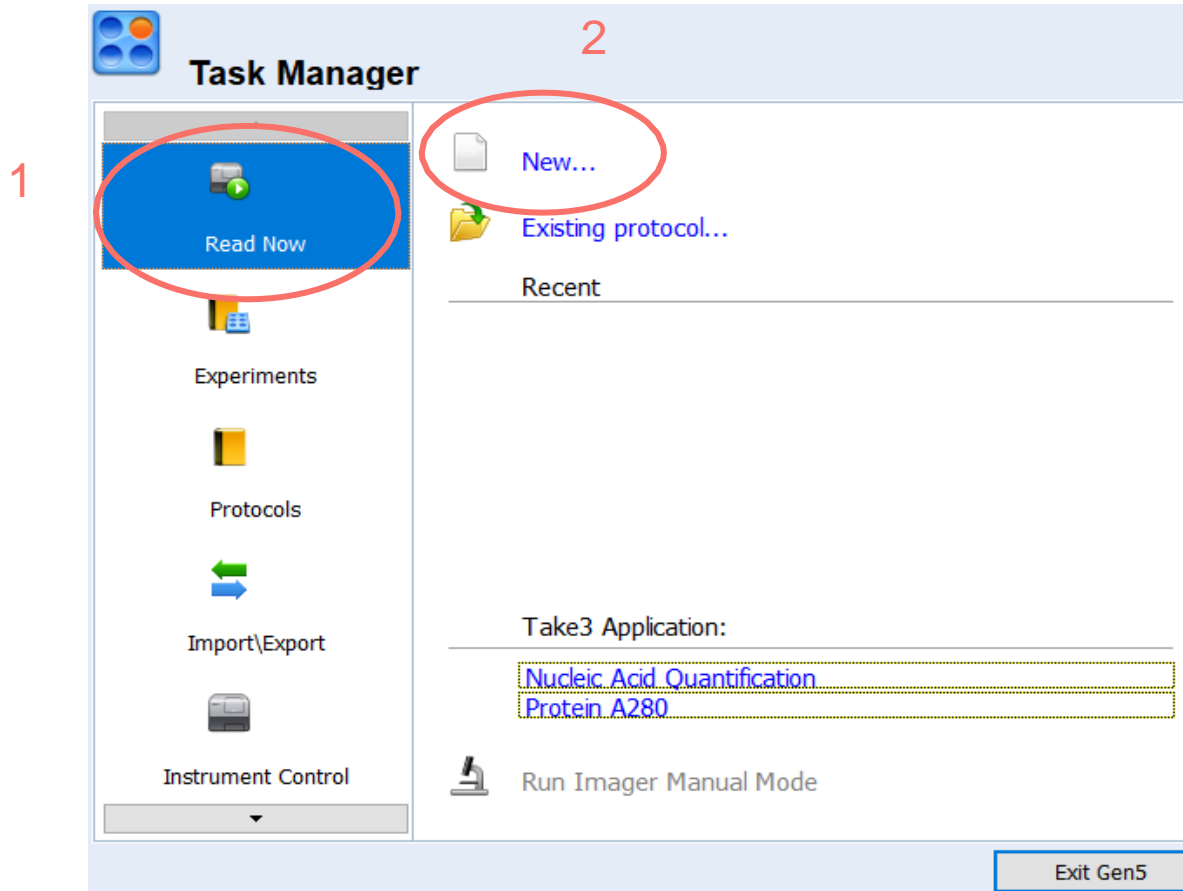 2
Task Manager
1
Read Now
Experiments
Protocols
Import\Export
Instrument Control
New...
Existing protocol...
Recent
Take3 Application:
Nucleic Acid Quantification
Protein A280
Run Imager Manual Mode
Exit Gen5